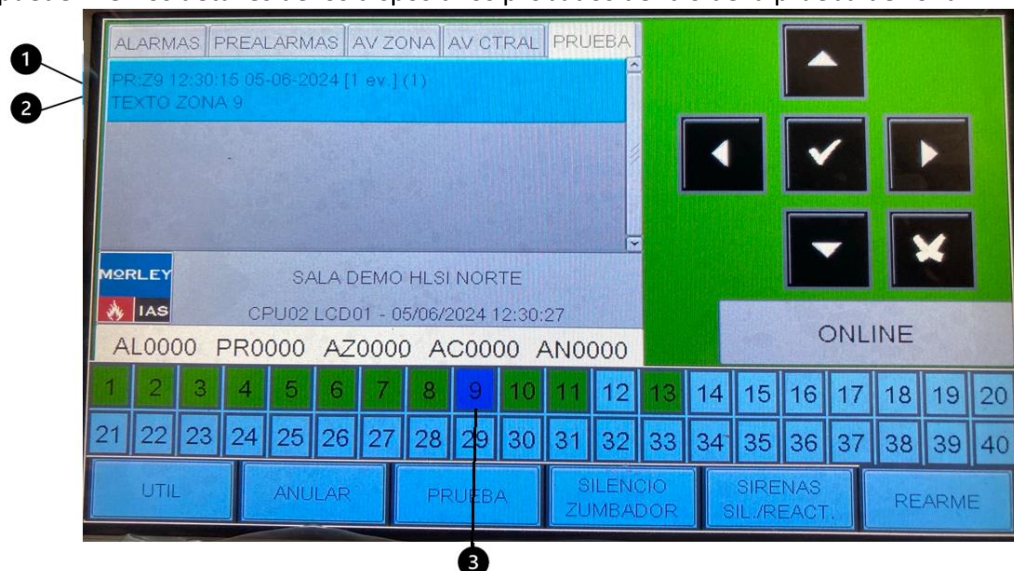 ALARMAS PREALARMAS AV ZONA AV CTRAL PRUEBA
1
PR:Z9 12:30:15 05-06-2024 [1 ev.] (1)
2
TEXTO ZONA 9
MORLEY
IAS
SALA DEMO HLSI NORTE
CPU02 LCD01 - 05/06/2024 12:30:27
ONLINE
AL0000 PR0000 AZ0000 AC0000 AN0000
1 2 3 4 5 6 7 8 9 10 11 12 13 14 15 16 17 18 19 20
21 22 23 24 25 26 27 28 29 30 31 32 33 34 35 36 37 38 39 40
UTIL ANULAR PRUEBA SILENCIO ZUMBADOR SIRENAS SIL./REACT. REARME
3